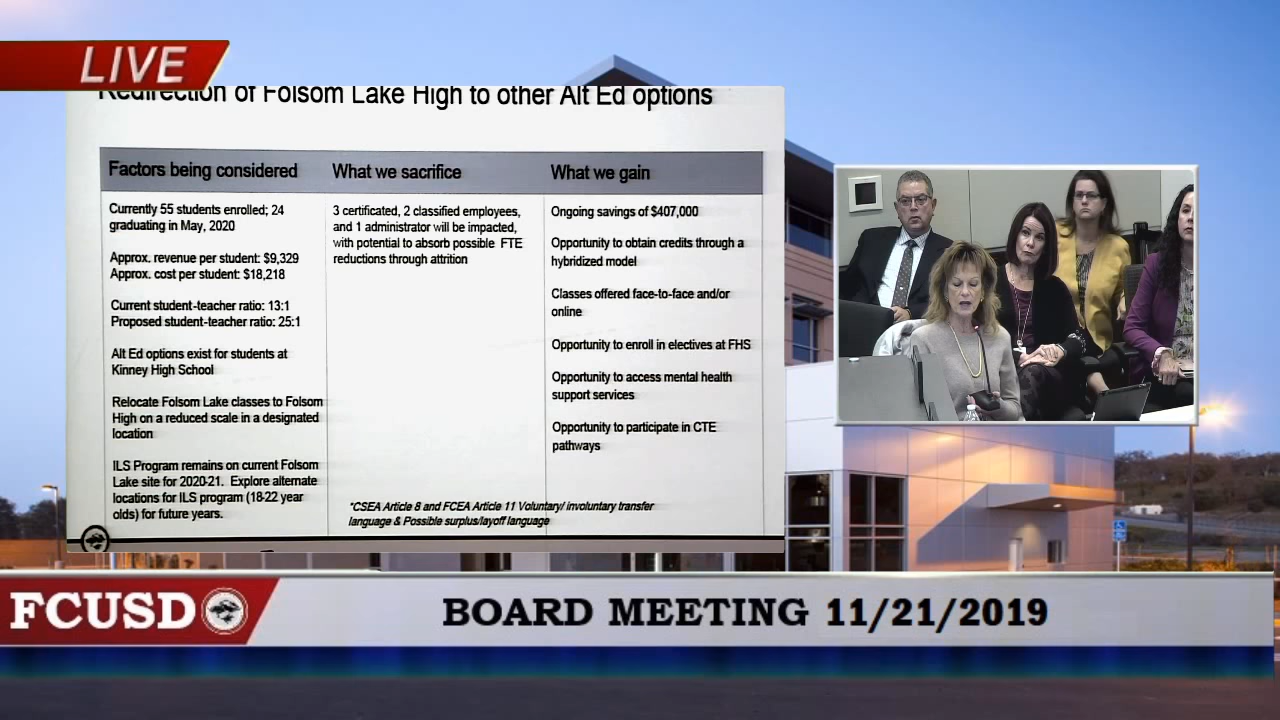 LIVE
Redirection of Folsom Lake High to other Alt Ed options
Factors being considered
Currently 55 students enrolled; 24
graduating in May, 2020
Approx. revenue per student: $9,329
Approx. cost per student: $18,218
Current student-teacher ratio: 13:1
Proposed student-teacher ratio: 25:1
Alt Ed options exist for students at
Kinney High School
Relocate Folsom Lake classes to Folsom
High on a reduced scale in a designated
location
ILS Program remains on current Folsom
Lake site for 2020-21. Explore alternate
locations for ILS program (18-22 year
olds) for future years.
What we sacrifice
3 certificated, 2 classified employees,
and 1 administrator will be impacted,
with potential to absorb possible FTE
reductions through attrition
*CSEA Article 8 and FCEA Article 11 Voluntary/ involuntary transfer
language & Possible surplus/layoff language
What we gain
Ongoing savings of $407,000
Opportunity to obtain credits through a
hybridized model
Classes offered face-to-face and/or
online
Opportunity to enroll in electives at FHS
Opportunity to access mental health
support services
Opportunity to participate in CTE
pathways
FCUSD
BOARD MEETING 11/21/2019